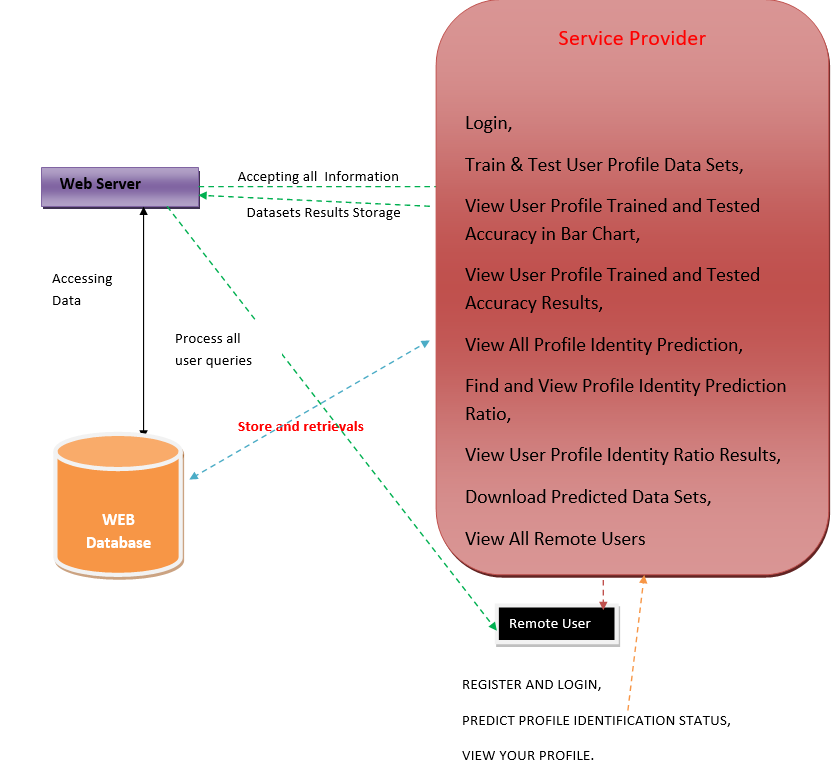 Service Provider
Login,
Train & Test User Profile Data Sets,
View User Profile Trained and Tested
Accuracy in Bar Chart,
View User Profile Trained and Tested
Accuracy Results,
View All Profile Identity Prediction,
Find and View Profile Identity Prediction
Ratio,
View User Profile Identity Ratio Results,
Download Predicted Data Sets,
View All Remote Users
Web Server
Accepting all Information
Datasets Results Storage
Accessing
Data
Process all
user queries
Store and retrievals
WEB
Database
Remote User
REGISTER AND LOGIN,
PREDICT PROFILE IDENTIFICATION STATUS,
VIEW YOUR PROFILE.